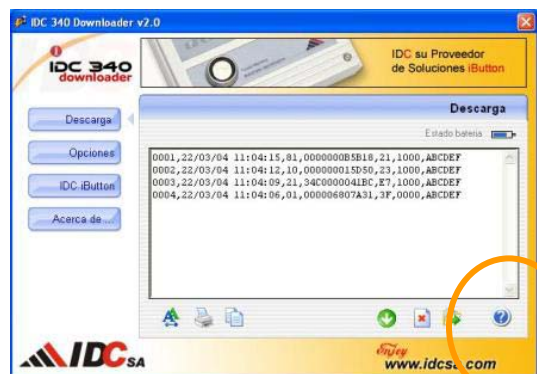 IDC 340 Downloader v2.0
IDC 340
downloader
IDC su Proveedor
de Soluciones iButton
Descarga
Descarga
Estado bateria
Opciones
IDC iButton
Acerca de ...
0001,22/03/04 11:04:15,81,0000000B5B18,21,1000,ABCDEF
0002,22/03/04 11:04:12,10,000000015D50,23,1000,ABCDEF
0003,22/03/04 11:04:09,21,34C0000041BC,E7,1000,ABCDEF
0004,22/03/04 11:04:06,01,000006807A31,3F,0000,ABCDEF
IDC SA
Enjoy
www.idcsa.com